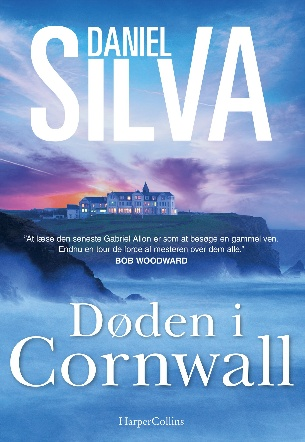 DANIEL
SILVA
"At læse den seneste Gabriel Allon er som at besøge en gammel ven.
Endnu en tour de force af mesteren over dem alle."
BOB WOODWARD
Døden i
Cornwall
HarperCollins